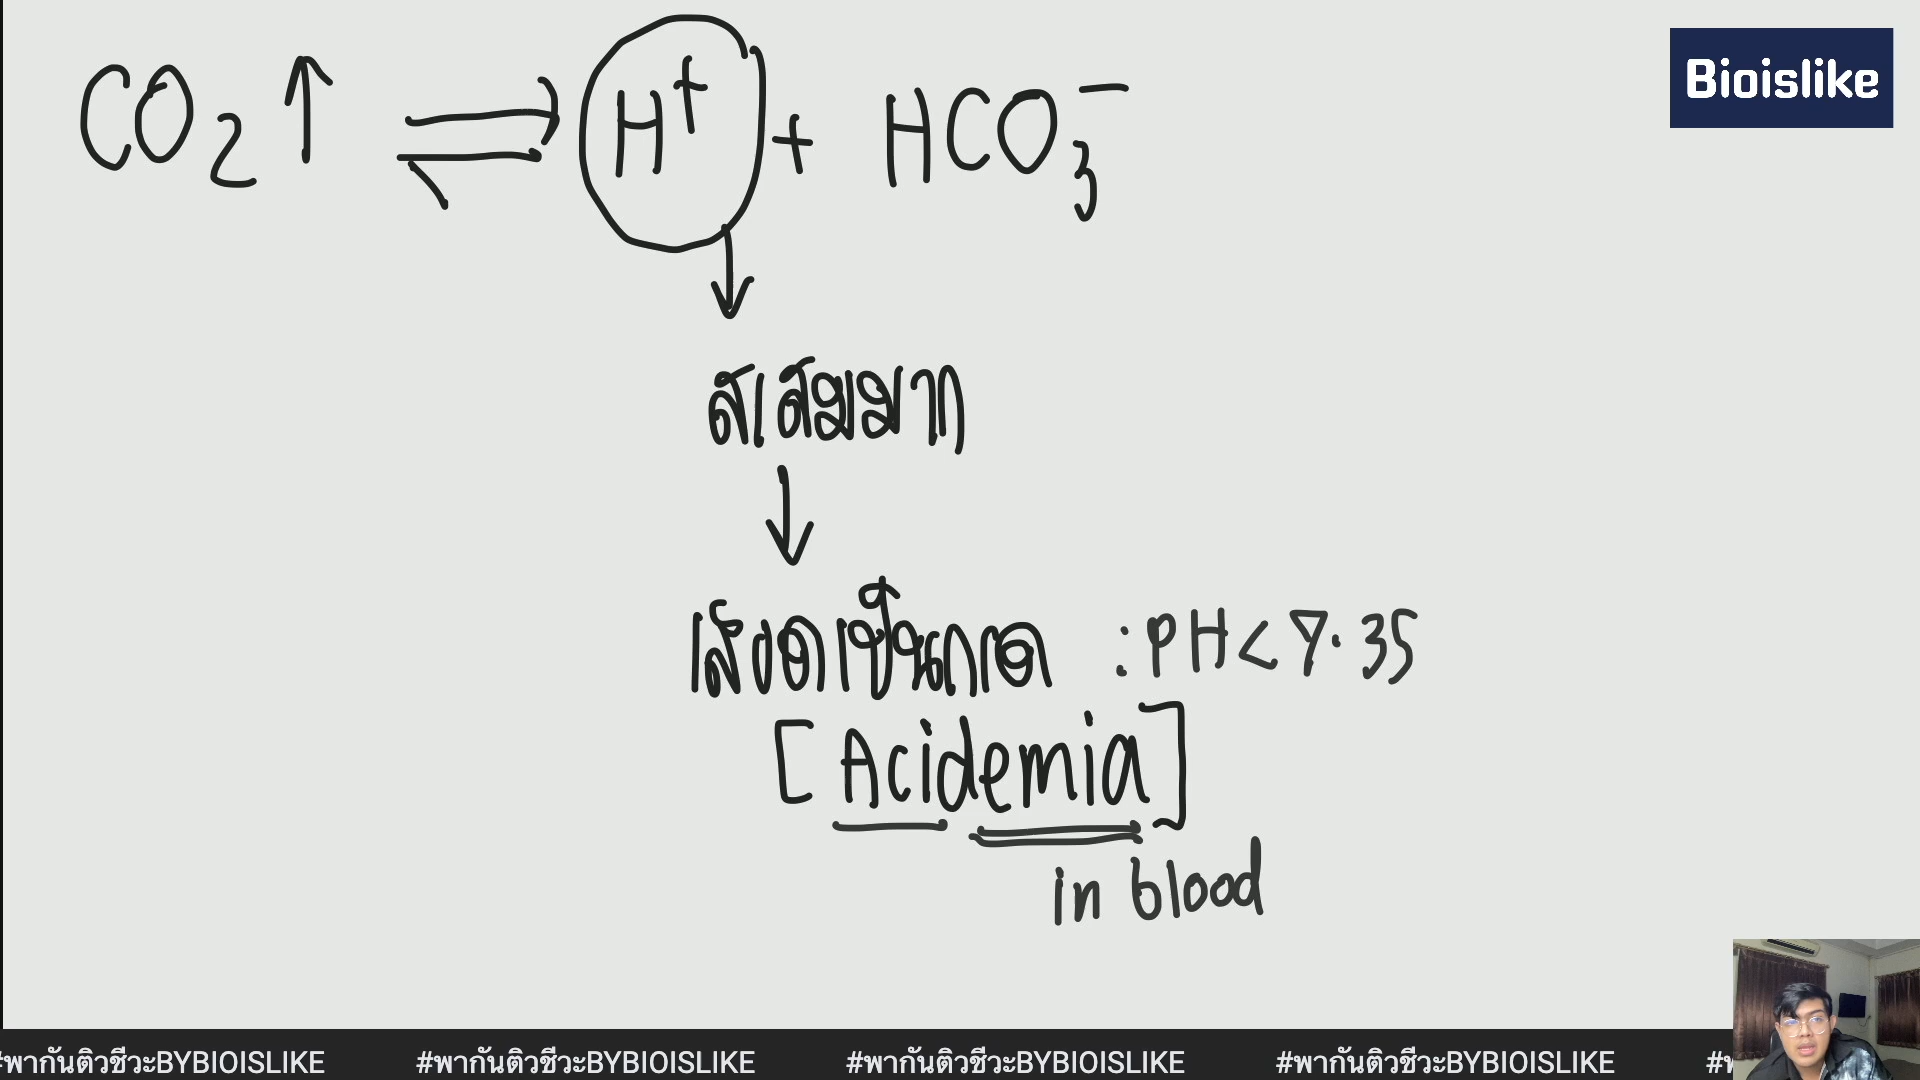 CO₂ ↑ ⇌ H⁺ + HCO₃⁻
Bioislike
↓
สะสมมาก
↓
เลือดเป็นกรด : pH < 7.35
[Acidemia]
in blood
#พากันติวชีวะBYBIOISLIKE #พากันติวชีวะBYBIOISLIKE #พากันติวชีวะBYBIOISLIKE #พากันติวชีวะBYBIOISLIKE